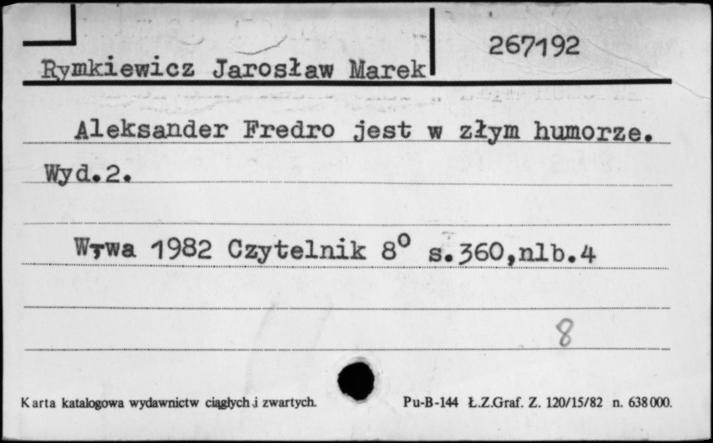 267192
Rymkiewicz Jarosław Marek
Aleksander Fredro jest w złym humorze.
Wyd.2.
Wwa 1982 Czytelnik 8° s.360,nlb.4
8
Karta katalogowa wydawnictw ciągłych i zwartych. Pu-B-144 Ł.Z.Graf. Z. 120/15/82 n. 638000.